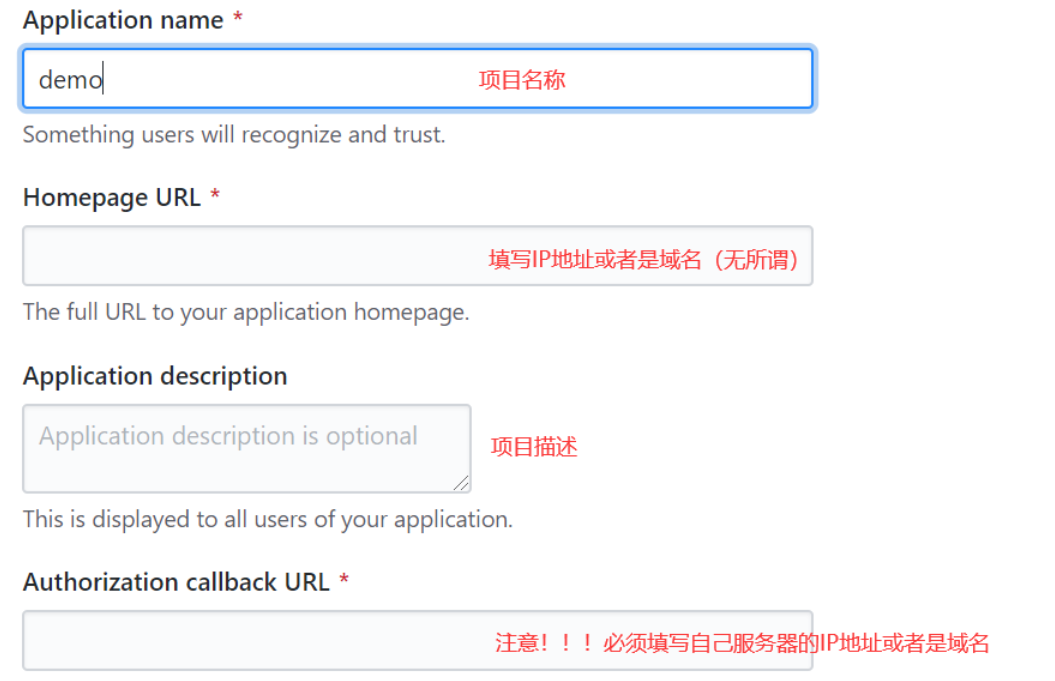 Application name *
demo 项目名称
Something users will recognize and trust.
Homepage URL *
填写IP地址或者是域名（无所谓）
The full URL to your application homepage.
Application description
Application description is optional
项目描述
This is displayed to all users of your application.
Authorization callback URL *
注意！！！必须填写自己服务器的IP地址或者是域名